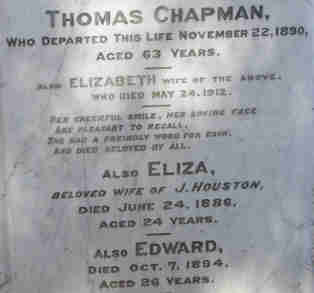 THOMAS CHAPMAN,
WHO DEPARTED THIS LIFE NOVEMBER 22, 1890,
AGED 63 YEARS.
ALSO ELIZABETH WIFE OF THE ABOVE,
WHO DIED MAY 24, 1912.
HER CHEERFUL SMILE, HER LOVING FACE
ARE PLEASANT TO RECALL,
SHE HAD A FRIENDLY WORD FOR EACH,
AND DIED BELOVED BY ALL.
ALSO ELIZA,
BELOVED WIFE OF J. HOUSTON,
DIED JUNE 24, 1886,
AGED 24 YEARS.
ALSO EDWARD,
DIED OCT. 7, 1894,
AGED 26 YEARS.